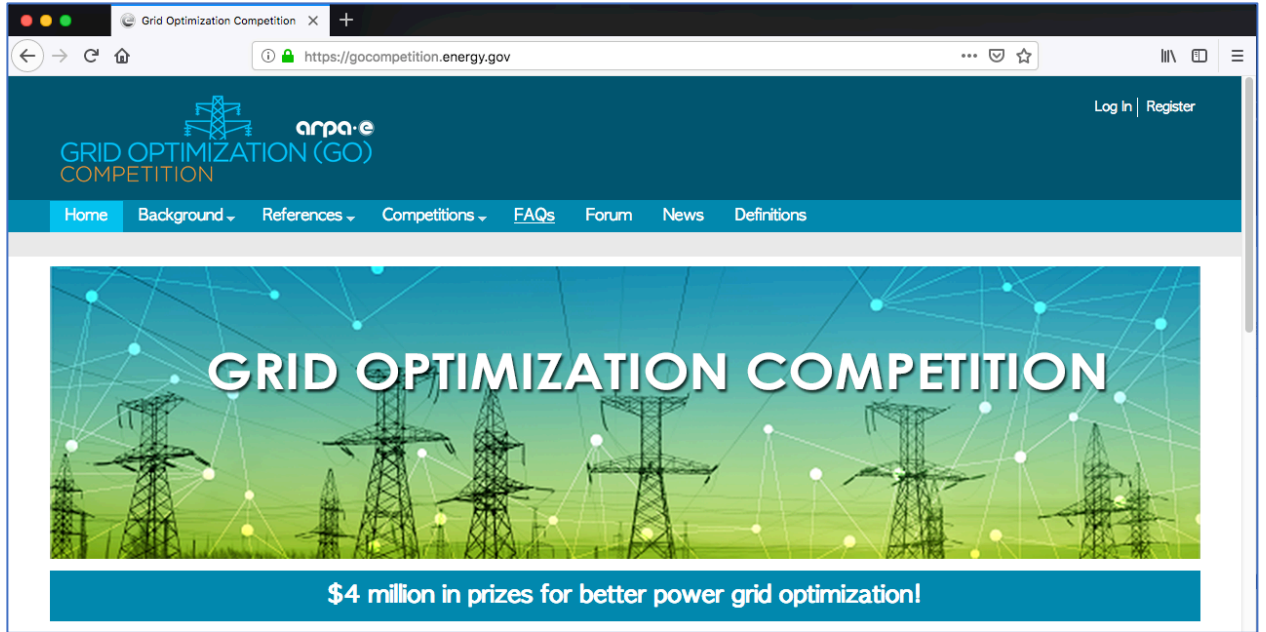 Grid Optimization Competition
https://gocompetition.energy.gov
Log In | Register
arpa·e
GRID OPTIMIZATION (GO)
COMPETITION
Home Background References Competitions FAQs Forum News Definitions
GRID OPTIMIZATION COMPETITION
$4 million in prizes for better power grid optimization!